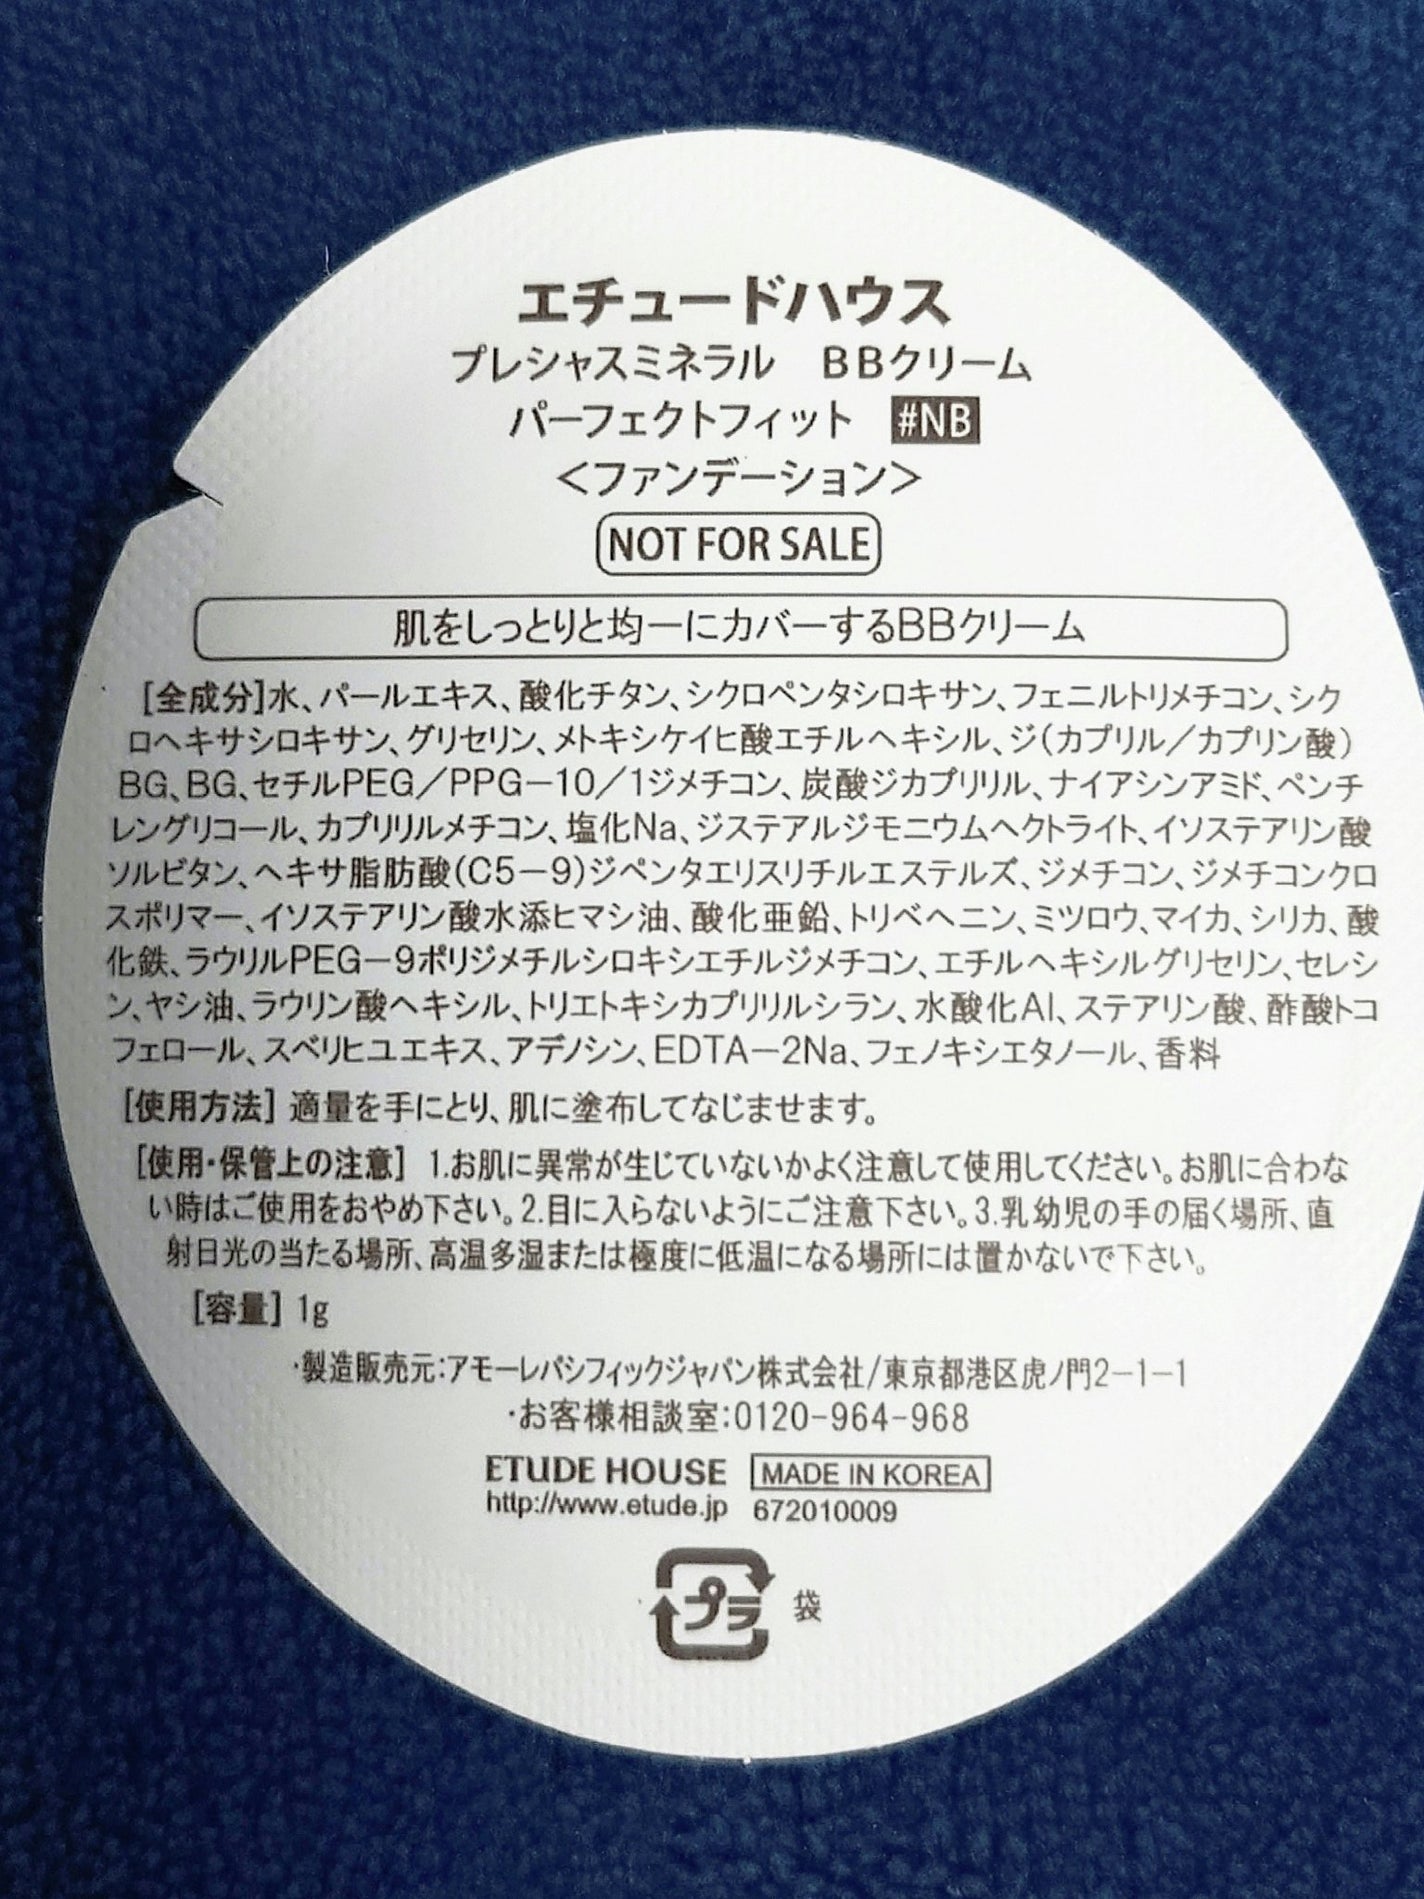 エチュードハウス
プレシャスミネラル　BBクリーム
パーフェクトフィット #NB
＜ファンデーション＞
NOT FOR SALE
肌をしっとりと均一にカバーするBBクリーム
[全成分]水、パールエキス、酸化チタン、シクロペンタシロキサン、フェニルトリメチコン、シク
ロヘキサシロキサン、グリセリン、メトキシケイヒ酸エチルヘキシル、ジ（カプリル／カプリン酸）
BG、BG、セチルPEG／PPG－10／1ジメチコン、炭酸ジカプリリル、ナイアシンアミド、ペンチ
レングリコール、カプリリルメチコン、塩化Na、ジステアルジモニウムヘクトライト、イソステアリン酸
ソルビタン、ヘキサ脂肪酸(C5－9)ジペンタエリスリチルエステルズ、ジメチコン、ジメチコンクロ
スポリマー、イソステアリン酸水添ヒマシ油、酸化亜鉛、トリベヘニン、ミツロウ、マイカ、シリカ、酸
化鉄、ラウリルPEG－9ポリジメチルシロキシエチルジメチコン、エチルヘキシルグリセリン、セレシ
ン、ヤシ油、ラウリン酸ヘキシル、トリエトキシカプリリルシラン、水酸化Al、ステアリン酸、酢酸トコ
フェロール、スベリヒユエキス、アデノシン、EDTA－2Na、フェノキシエタノール、香料
[使用方法] 適量を手にとり、肌に塗布してなじませます。
[使用・保管上の注意] 1.お肌に異常が生じていないかよく注意して使用してください。お肌に合わな
い時はご使用をおやめ下さい。2.目に入らないようにご注意下さい。3.乳幼児の手の届く場所、直
射日光の当たる場所、高温多湿または極度に低温になる場所には置かないで下さい。
[容量] 1g
・製造販売元：アモーレパシフィックジャパン株式会社/東京都港区虎ノ門2－1－1
・お客様相談室：0120-964-968
ETUDE HOUSE MADE IN KOREA
http://www.etude.jp 672010009
プラ 袋